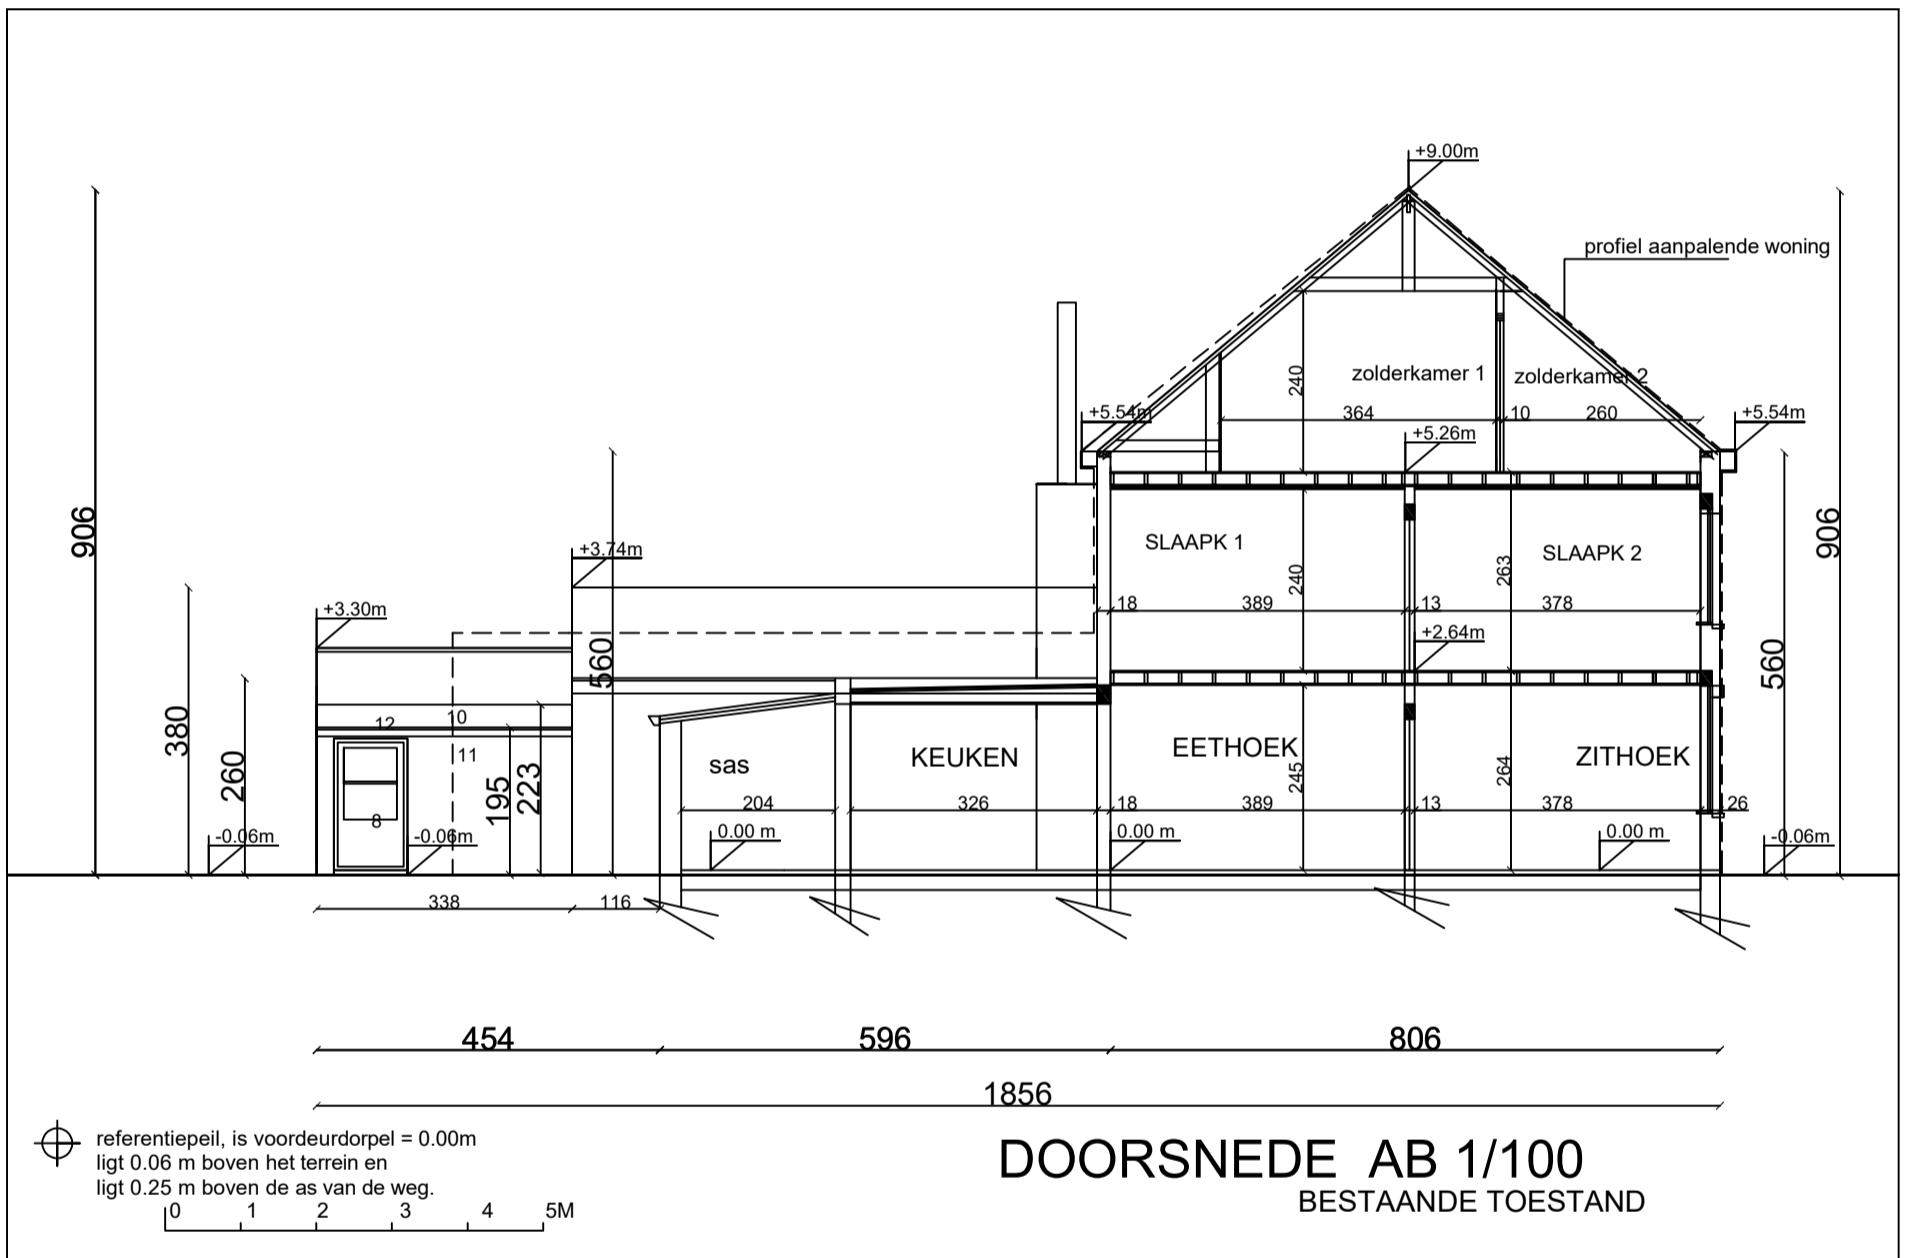 +9.00m
profiel aanpalende woning
240
zolderkamer 1
zolderkamer 2
364
10
260
+5.54m
+5.26m
+5.54m
906
906
SLAAPK 1
SLAAPK 2
240
263
18
389
13
378
+3.74m
+3.30m
560
560
+2.64m
380
260
12
10
11
8
195
223
sas
KEUKEN
EETHOEK
ZITHOEK
245
264
204
326
18
389
13
378
26
-0.06m
-0.06m
0.00 m
0.00 m
0.00 m
-0.06m
338
116
454
596
806
1856
referentiepeil, is voordeurdorpel = 0.00m
ligt 0.06 m boven het terrein en
ligt 0.25 m boven de as van de weg.
0 1 2 3 4 5M
DOORSNEDE AB 1/100
BESTAANDE TOESTAND